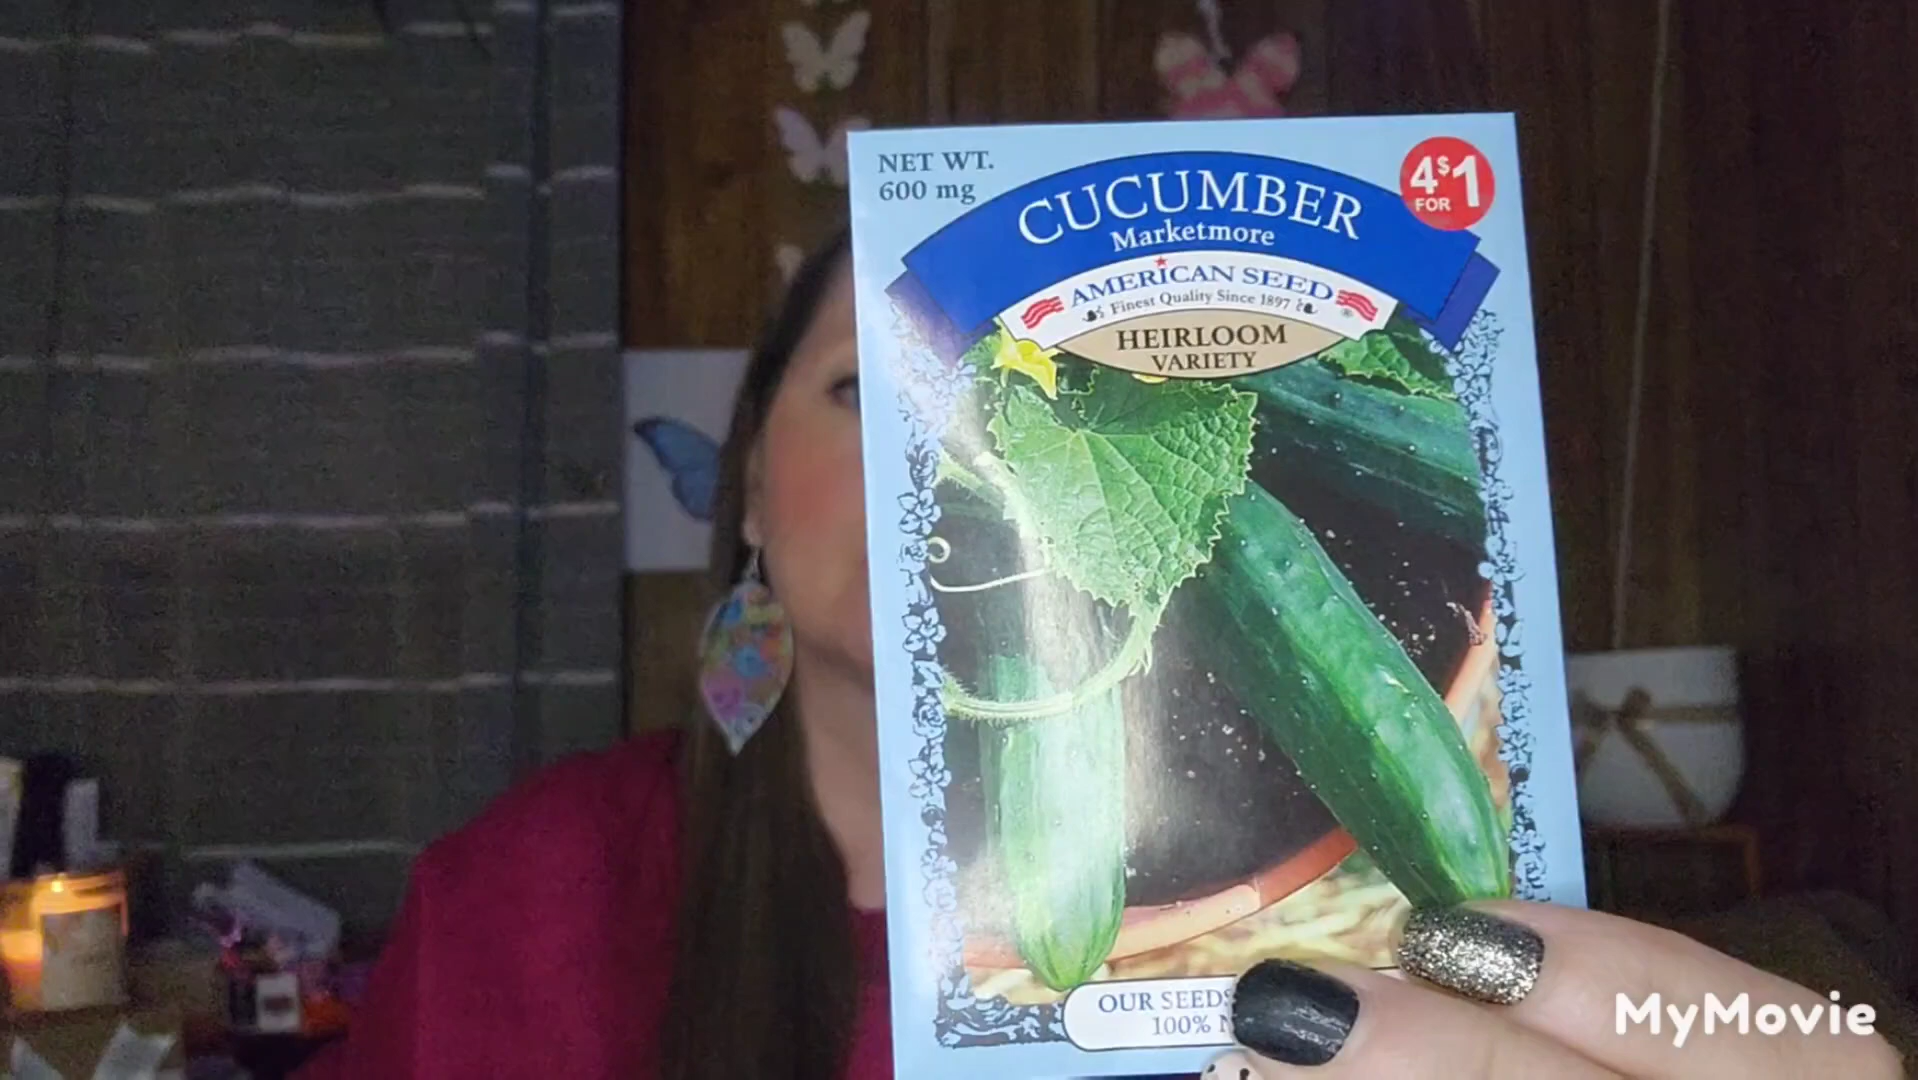 NET WT.
600 mg
CUCUMBER
Marketmore
4 FOR $1
AMERICAN SEED
Finest Quality Since 1897
HEIRLOOM
VARIETY
OUR SEEDS
100%
MyMovie